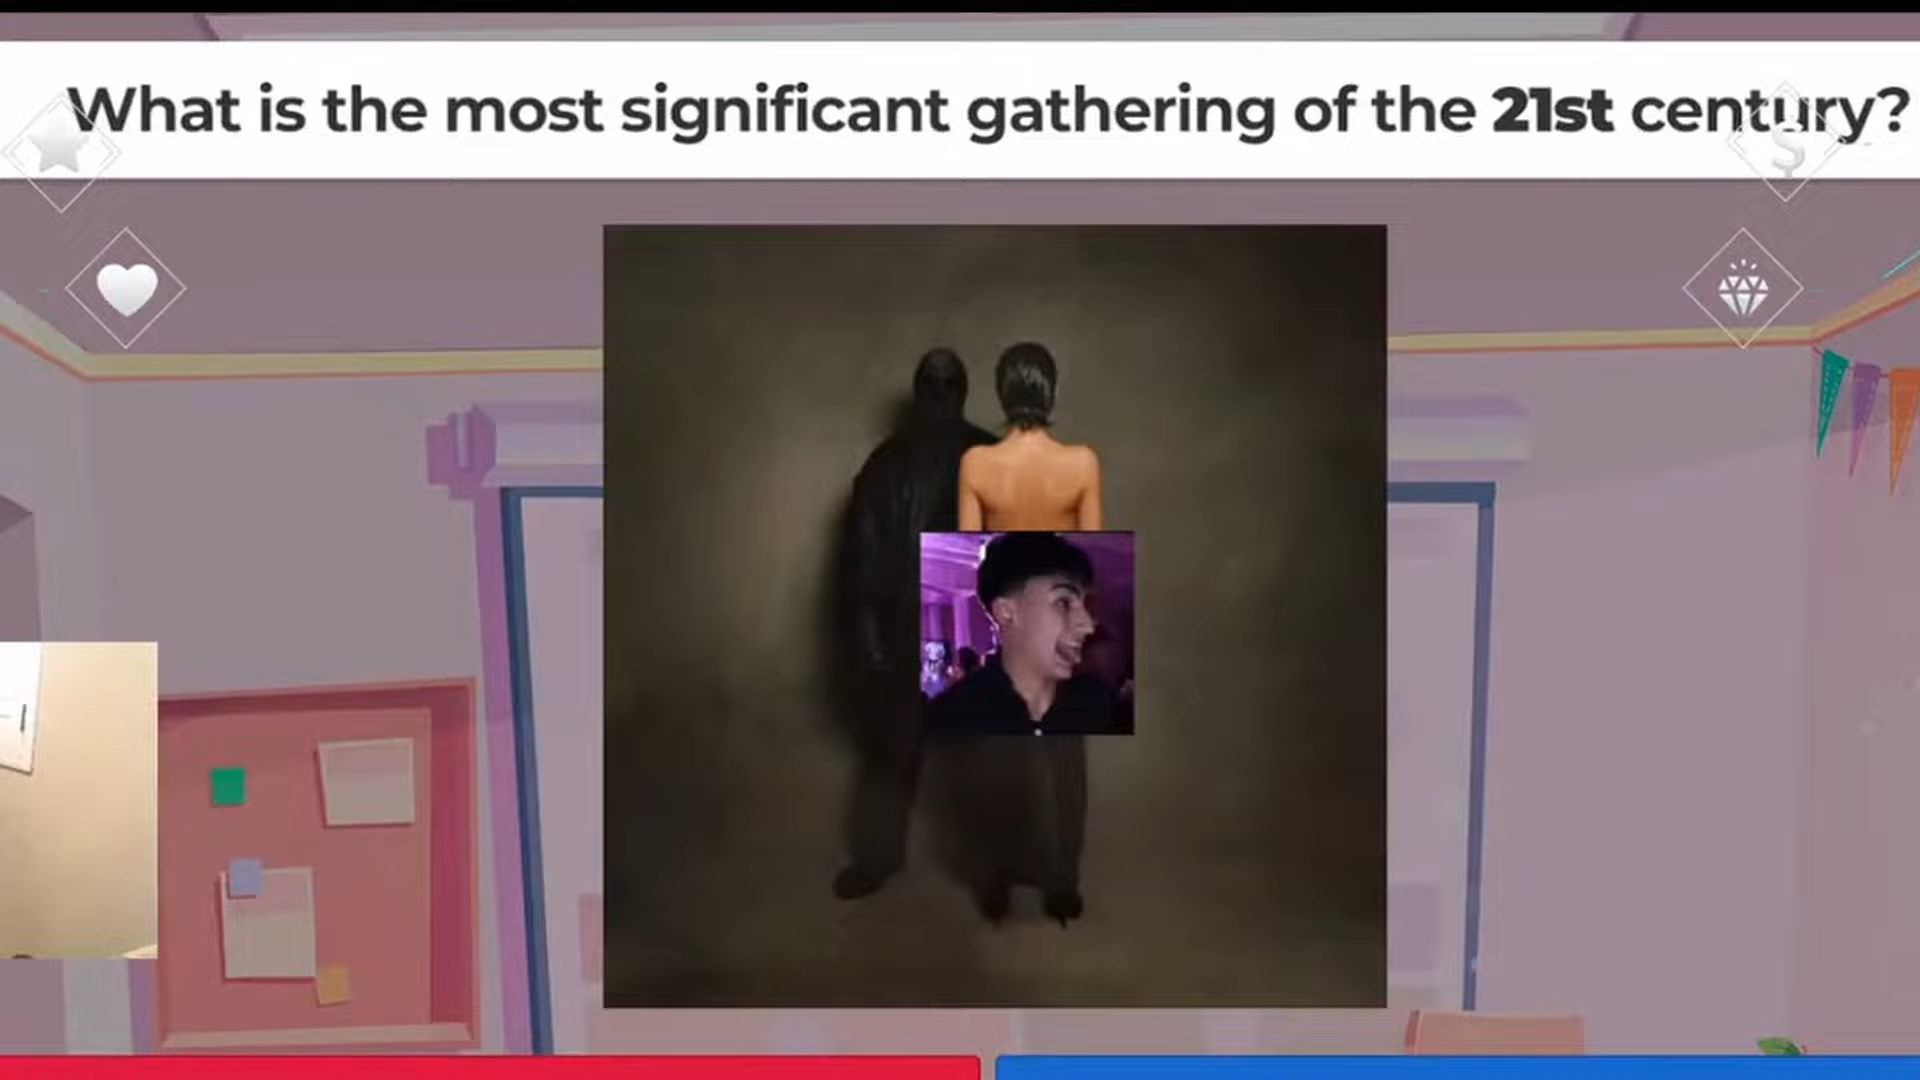 What is the most significant gathering of the 21st century?